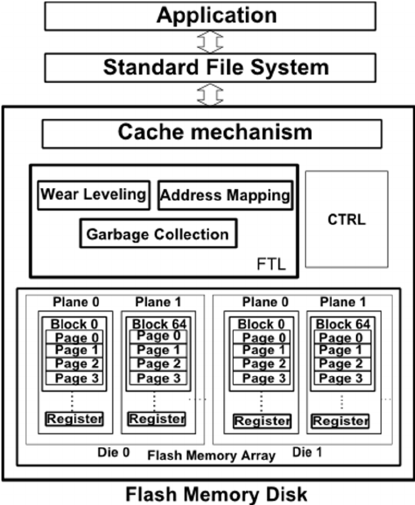 Application
Standard File System
Cache mechanism
Wear Leveling Address Mapping
Garbage Collection
FTL
CTRL
Plane 0 Plane 1 Plane 0 Plane 1
Block 0 Block 64 Block 0 Block 64
Page 0 Page 0 Page 0 Page 0
Page 1 Page 1 Page 1 Page 1
Page 2 Page 2 Page 2 Page 2
Page 3 Page 3 Page 3 Page 3
Register Register Register Register
Die 0 Flash Memory Array Die 1
Flash Memory Disk